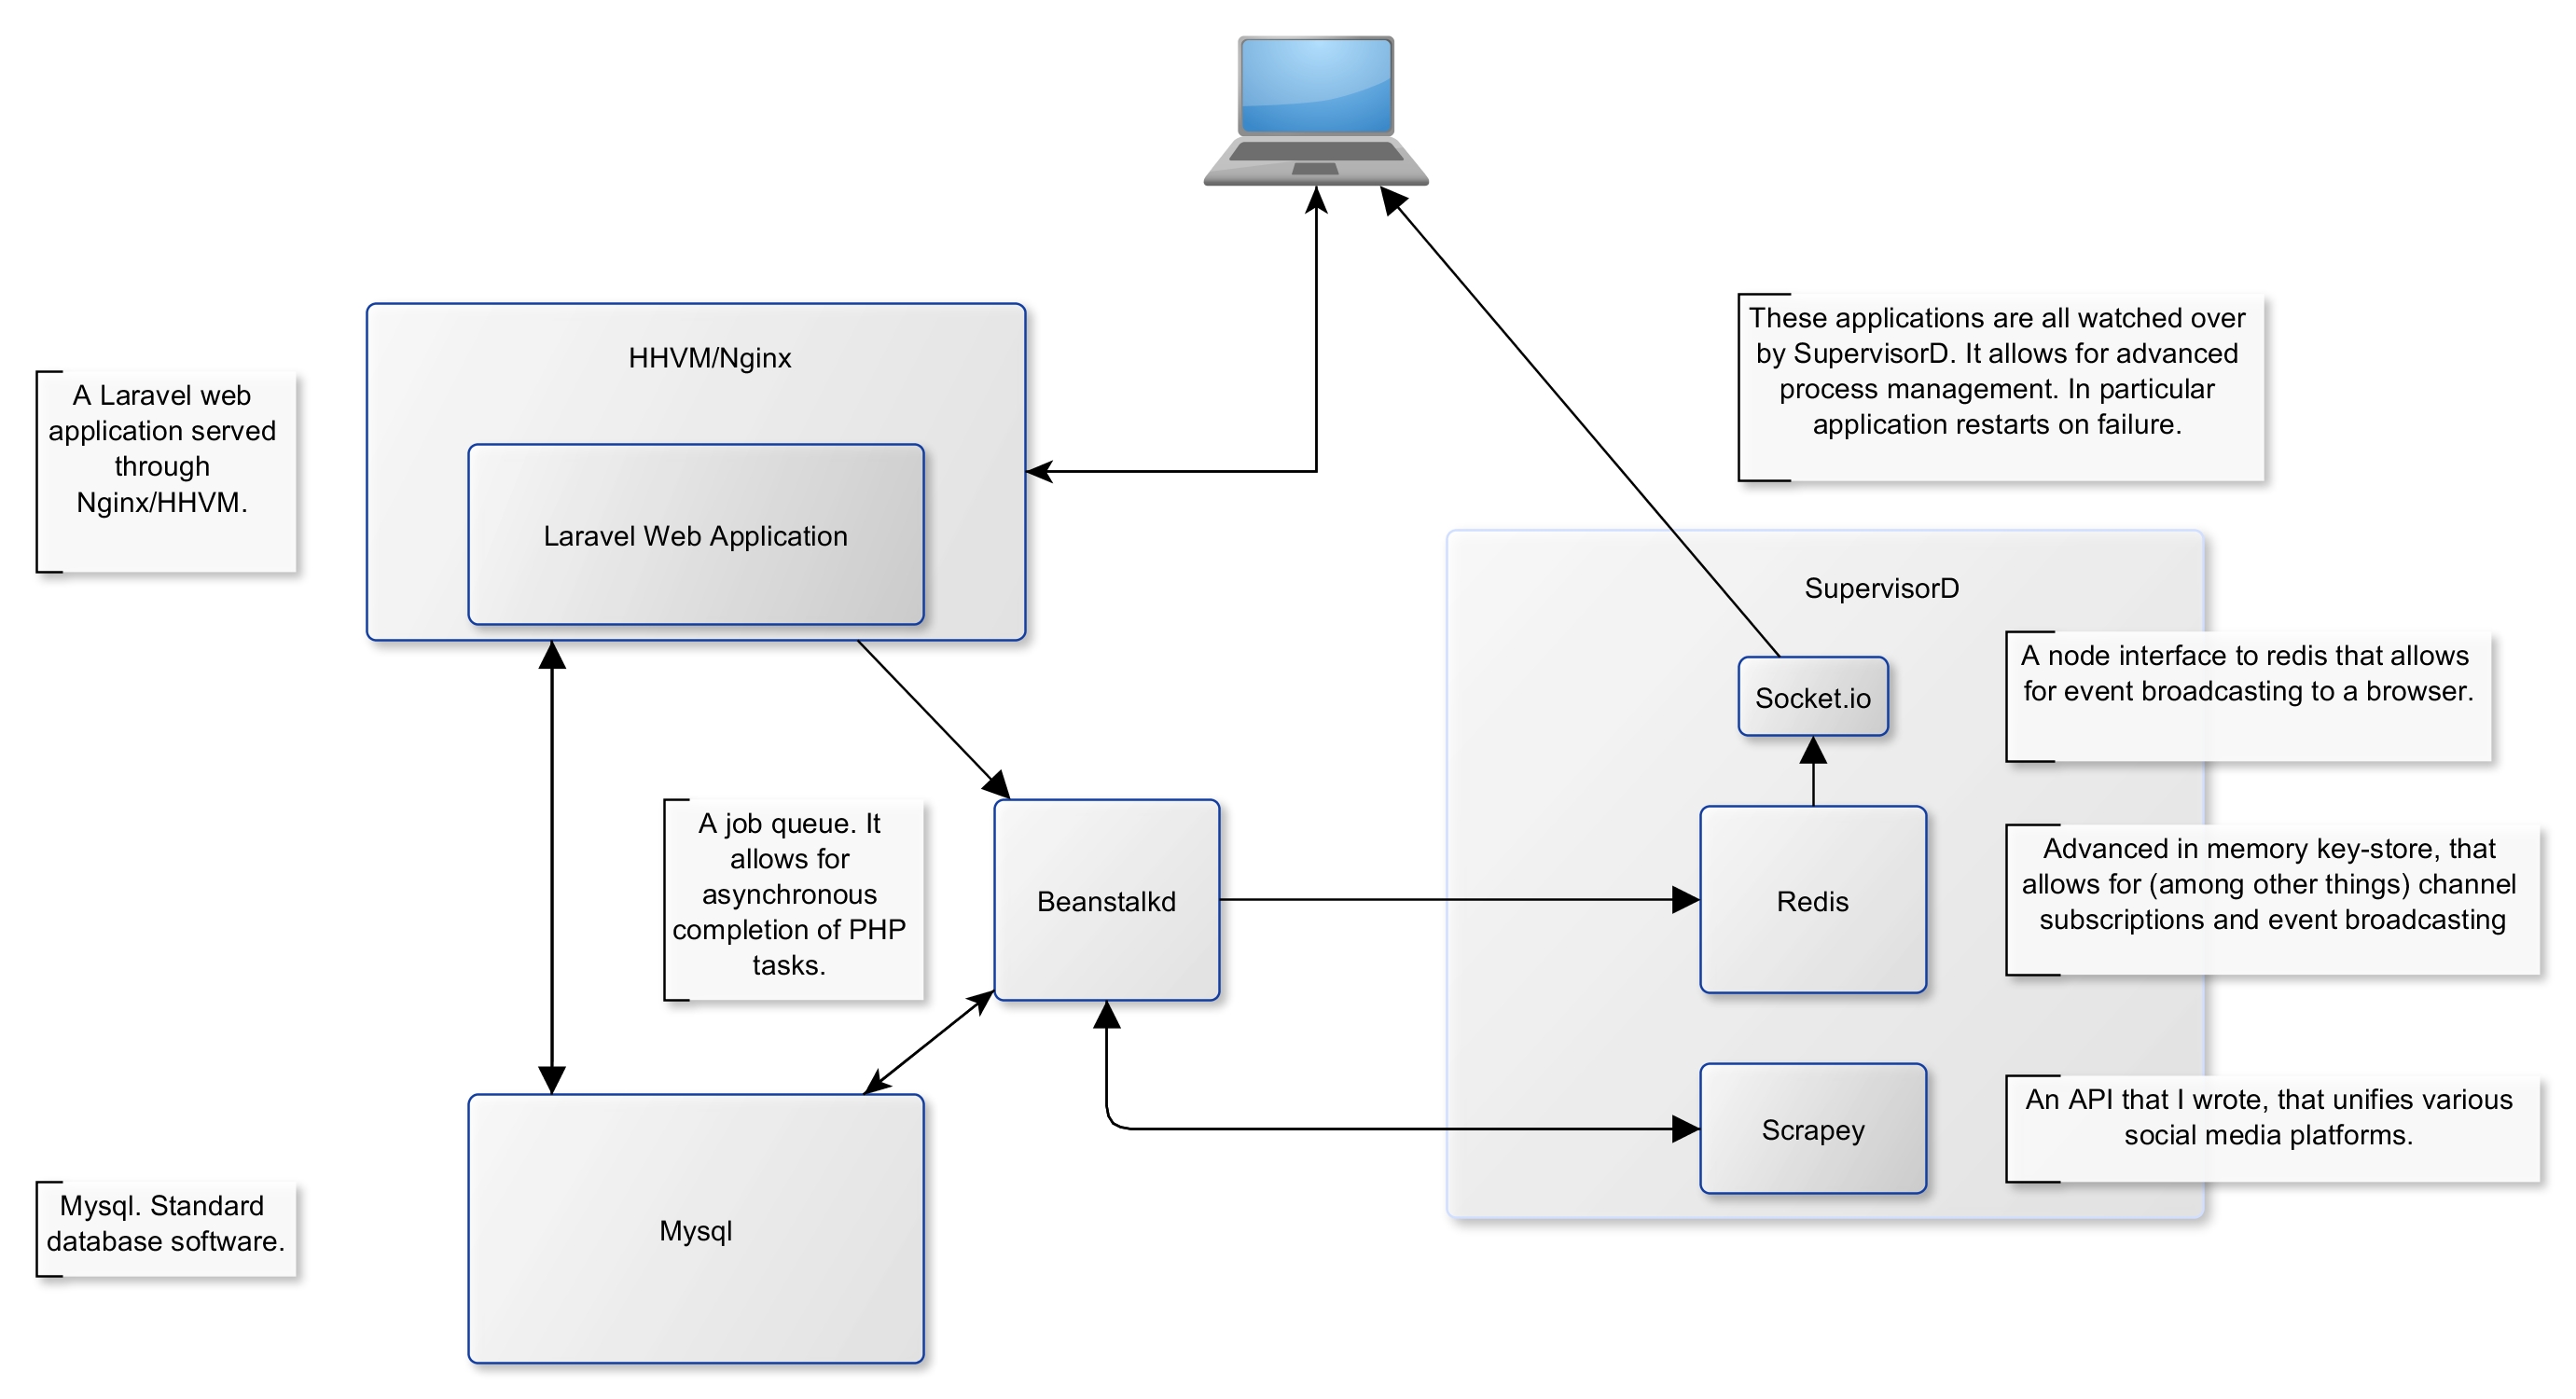 HHVM/Nginx
A Laravel web
application served
through
Nginx/HHVM.
Laravel Web Application
These applications are all watched over
by SupervisorD. It allows for advanced
process management. In particular
application restarts on failure.
SupervisorD
Socket.io
A node interface to redis that allows
for event broadcasting to a browser.
A job queue. It
allows for
asynchronous
completion of PHP
tasks.
Beanstalkd
Redis
Advanced in memory key-store, that
allows for (among other things) channel
subscriptions and event broadcasting
Scrapey
An API that I wrote, that unifies various
social media platforms.
Mysql. Standard
database software.
Mysql